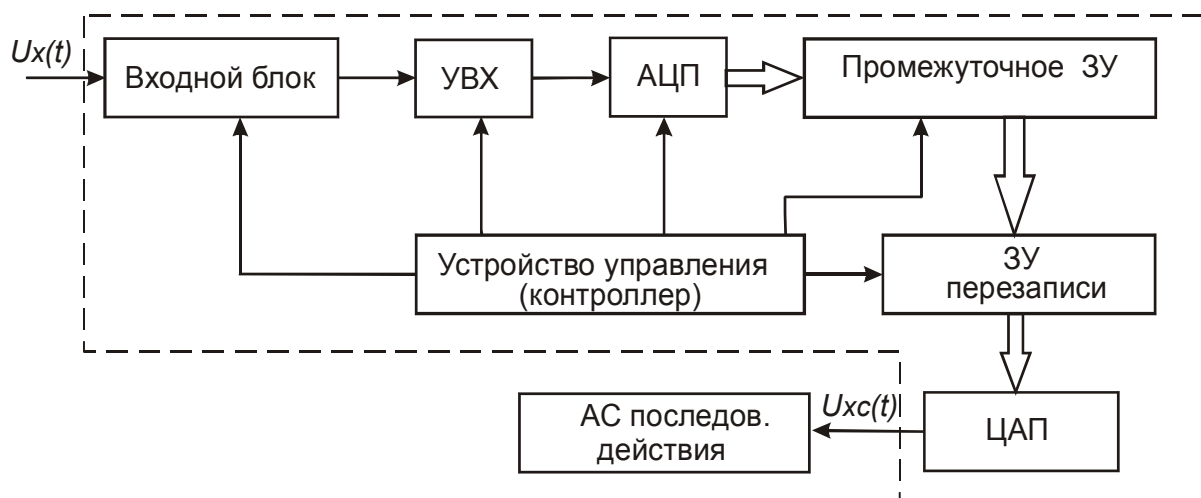 Ux(t)
Входной блок
УВХ
АЦП
Промежуточное ЗУ
Устройство управления
(контроллер)
ЗУ
перезаписи
АС последов.
действия
Uxc(t)
ЦАП